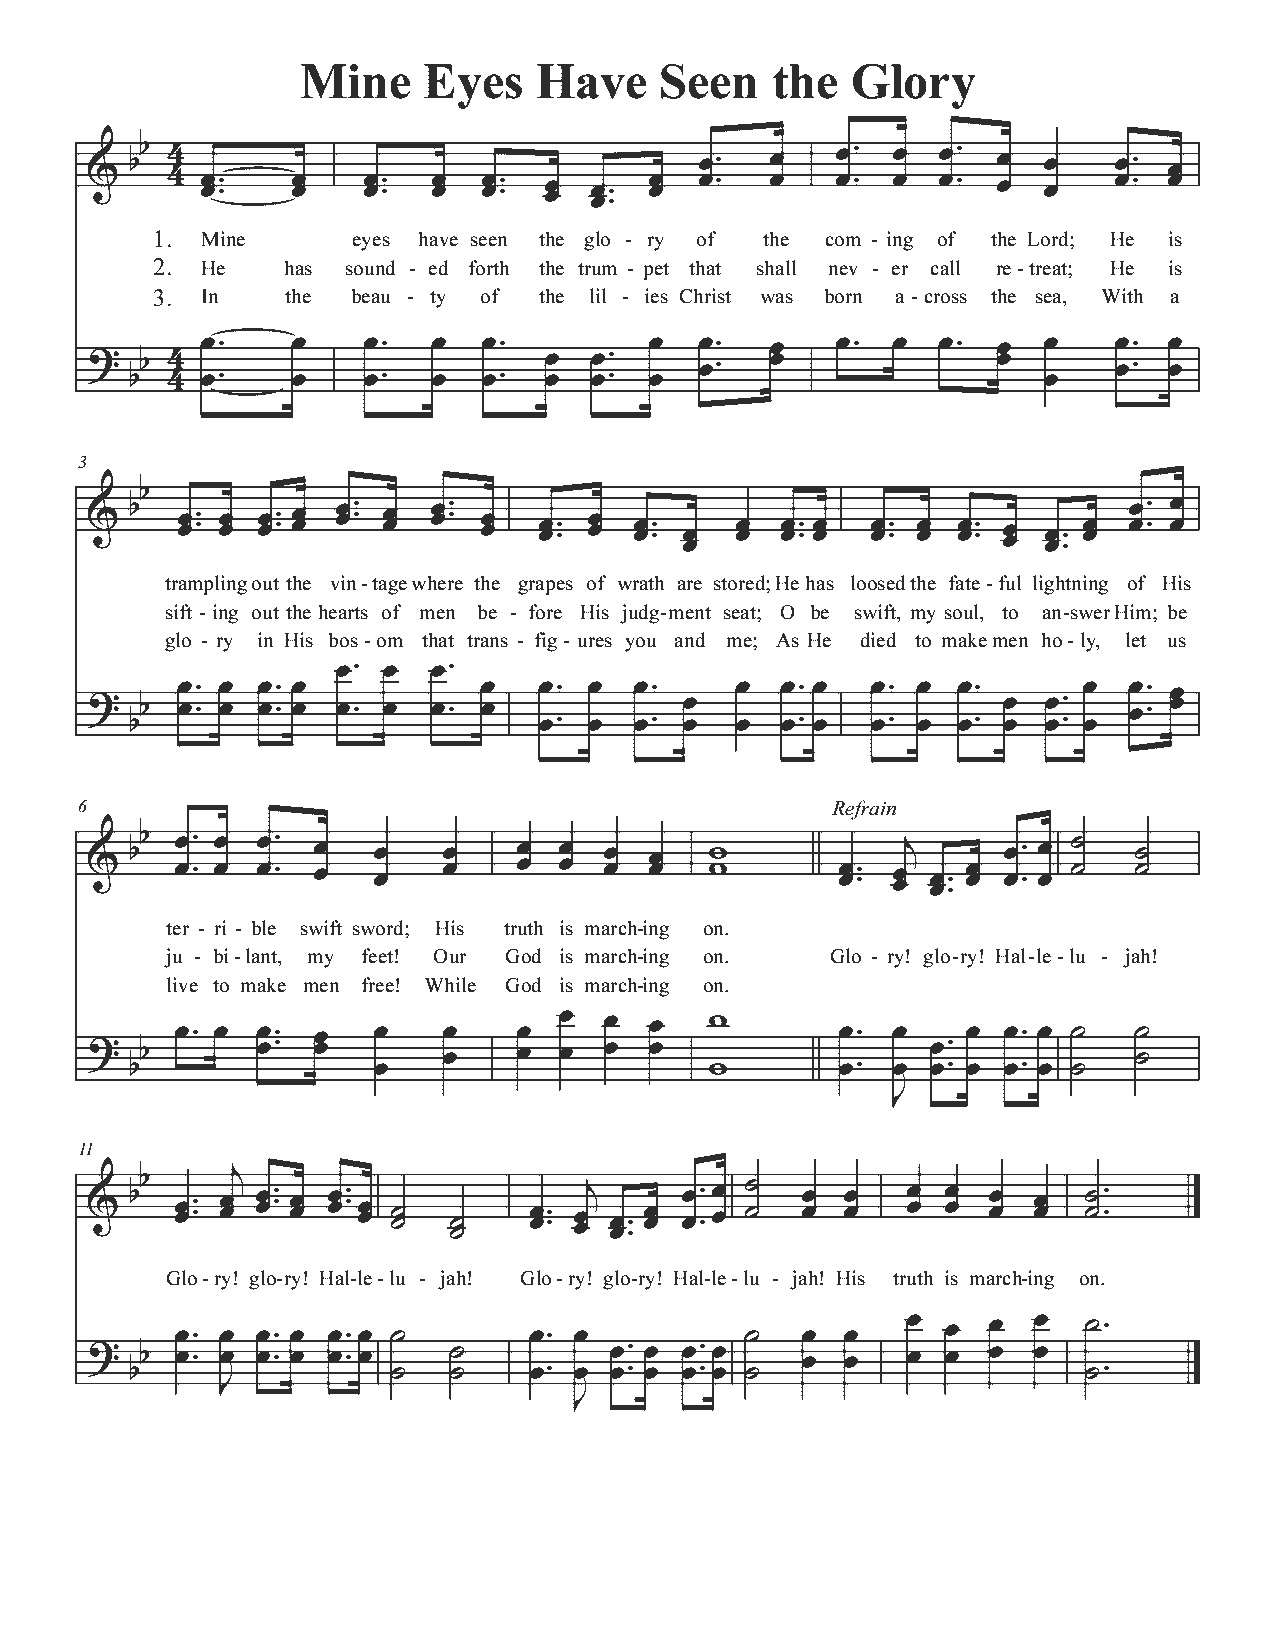 Mine Eyes Have Seen the Glory
1. Mine eyes have seen the glo - ry of the com - ing of the Lord; He is
2. He has sound - ed forth the trum - pet that shall nev - er call re - treat; He is
3. In the beau - ty of the lil - ies Christ was born a - cross the sea, With a
3
trampling out the vin - tage where the grapes of wrath are stored; He has loosed the fate - ful lightning of His
sift - ing out the hearts of men be - fore His judg-ment seat; O be swift, my soul, to an-swer Him; be
glo - ry in His bos - om that trans - fig - ures you and me; As He died to make men ho - ly, let us
6
Refrain
ter - ri - ble swift sword; His truth is march-ing on.
ju - bi - lant, my feet! Our God is march-ing on. Glo - ry! glo-ry! Hal-le - lu - jah!
live to make men free! While God is march-ing on.
11
Glo - ry! glo-ry! Hal-le - lu - jah! Glo - ry! glo-ry! Hal-le - lu - jah! His truth is march-ing on.